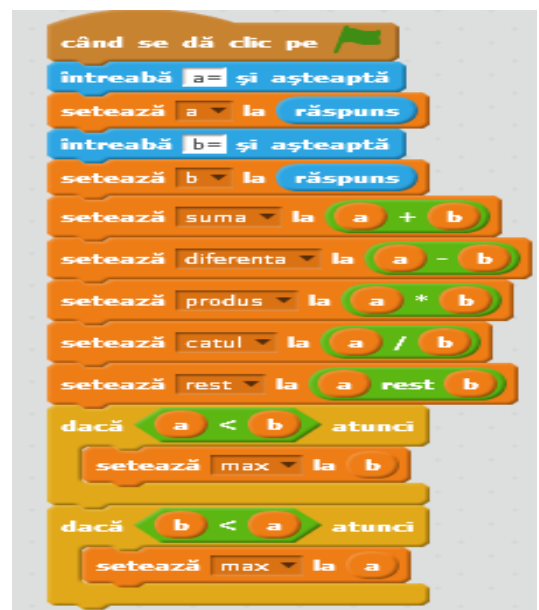 când se dă clic pe
întreabă a= și așteaptă
setează a la răspuns
întreabă b= și așteaptă
setează b la răspuns
setează suma la a + b
setează diferenta la a - b
setează produs la a * b
setează catul la a / b
setează rest la a rest b
dacă a < b atunci
setează max la b
dacă b < a atunci
setează max la a